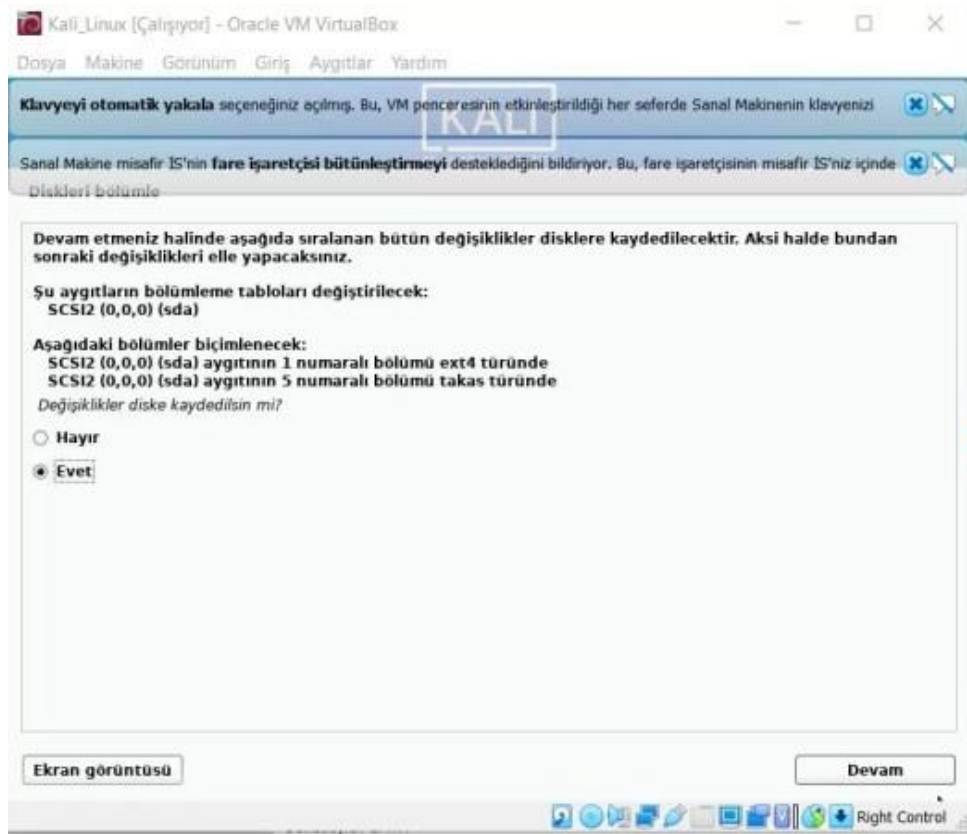 Kali_Linux [Çalışıyor] - Oracle VM VirtualBox
Dosya Makine Görünüm Giriş Aygıtlar Yardım
Klavyeyi otomatik yakala seçeneğiniz açılmış. Bu, VM penceresinin etkinleştirildiği her seferde Sanal Makinenin klavyenizi
KALI
Sanal Makine misafir İS'nin fare işaretçisi bütünleştirmeyi desteklediğini bildiriyor. Bu, fare işaretçisinin misafir İS'niz içinde
Diskleri bölümle
Devam etmeniz halinde aşağıda sıralanan bütün değişiklikler disklere kaydedilecektir. Aksi halde bundan
sonraki değişiklikleri elle yapacaksınız.
Şu aygıtların bölümleme tabloları değiştirilecek:
SCSI2 (0,0,0) (sda)
Aşağıdaki bölümler biçimlenecek:
SCSI2 (0,0,0) (sda) aygıtının 1 numaralı bölümü ext4 türünde
SCSI2 (0,0,0) (sda) aygıtının 5 numaralı bölümü takas türünde
Değişiklikler diske kaydedilsin mi?
Hayır
Evet
Ekran görüntüsü
Devam
Right Control